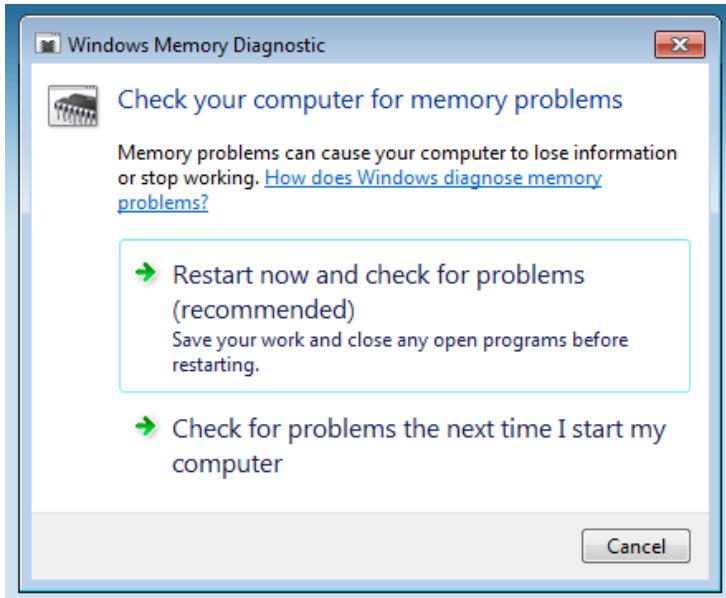 Windows Memory Diagnostic
Check your computer for memory problems
Memory problems can cause your computer to lose information
or stop working. How does Windows diagnose memory
problems?
Restart now and check for problems
(recommended)
Save your work and close any open programs before
restarting.
Check for problems the next time I start my
computer
Cancel